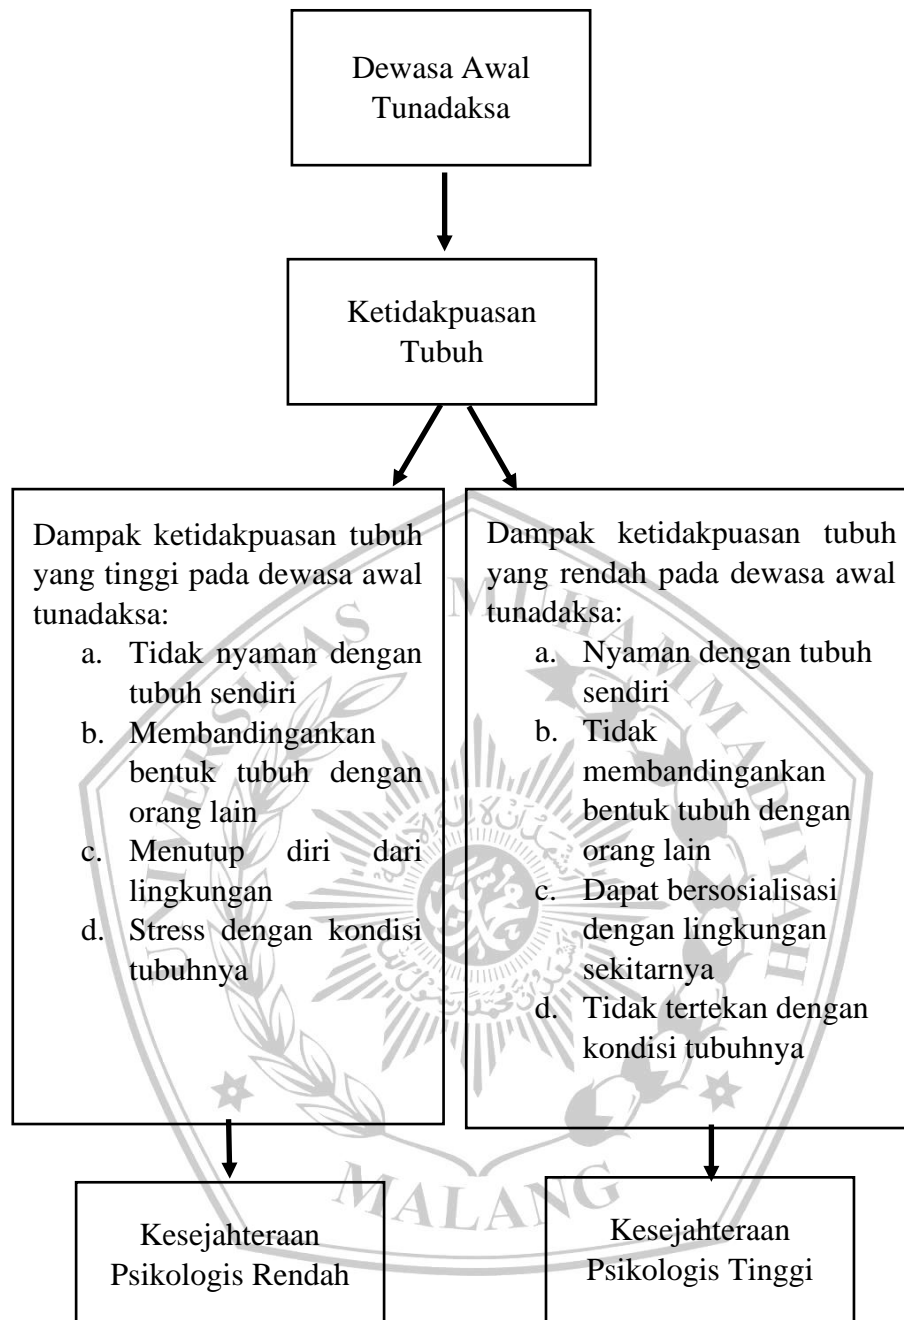 Dewasa Awal
Tunadaksa
Ketidakpuasan
Tubuh
Dampak ketidakpuasan tubuh
yang tinggi pada dewasa awal
tunadaksa:
a. Tidak nyaman dengan
tubuh sendiri
b. Membandingankan
bentuk tubuh dengan
orang lain
c. Menutup diri dari
lingkungan
d. Stress dengan kondisi
tubuhnya
Dampak ketidakpuasan tubuh
yang rendah pada dewasa awal
tunadaksa:
a. Nyaman dengan tubuh
sendiri
b. Tidak
membandingankan
bentuk tubuh dengan
orang lain
c. Dapat bersosialisasi
dengan lingkungan
sekitarnya
d. Tidak tertekan dengan
kondisi tubuhnya
Kesejahteraan
Psikologis Rendah
Kesejahteraan
Psikologis Tinggi
UNIVERSITAS MUHAMMADIYAH
MALANG